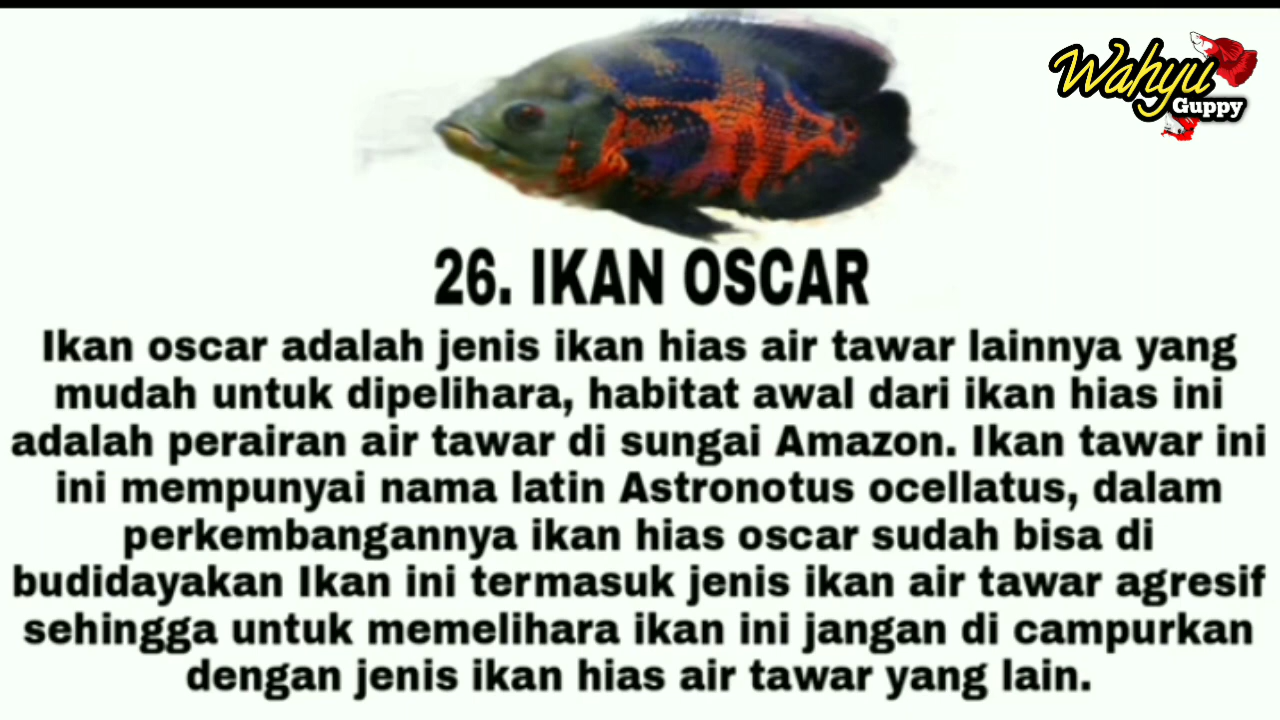 Wahyu
Guppy
26. IKAN OSCAR
Ikan oscar adalah jenis ikan hias air tawar lainnya yang
mudah untuk dipelihara, habitat awal dari ikan hias ini
adalah perairan air tawar di sungai Amazon. Ikan tawar ini
ini mempunyai nama latin Astronotus ocellatus, dalam
perkembangannya ikan hias oscar sudah bisa di
budidayakan Ikan ini termasuk jenis ikan air tawar agresif
sehingga untuk memelihara ikan ini jangan di campurkan
dengan jenis ikan hias air tawar yang lain.